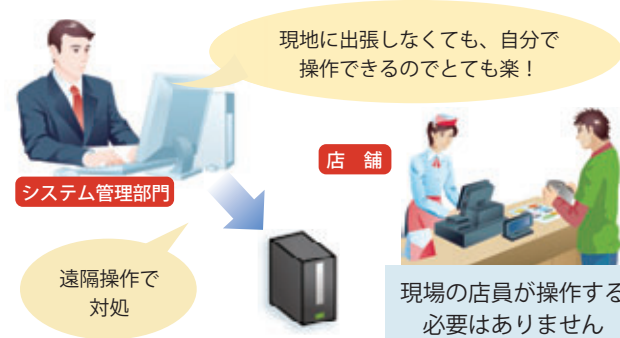 現地に出張しなくても、自分で
操作できるのでとても楽！
店　舗
システム管理部門
遠隔操作で
対処
現場の店員が操作する
必要はありません